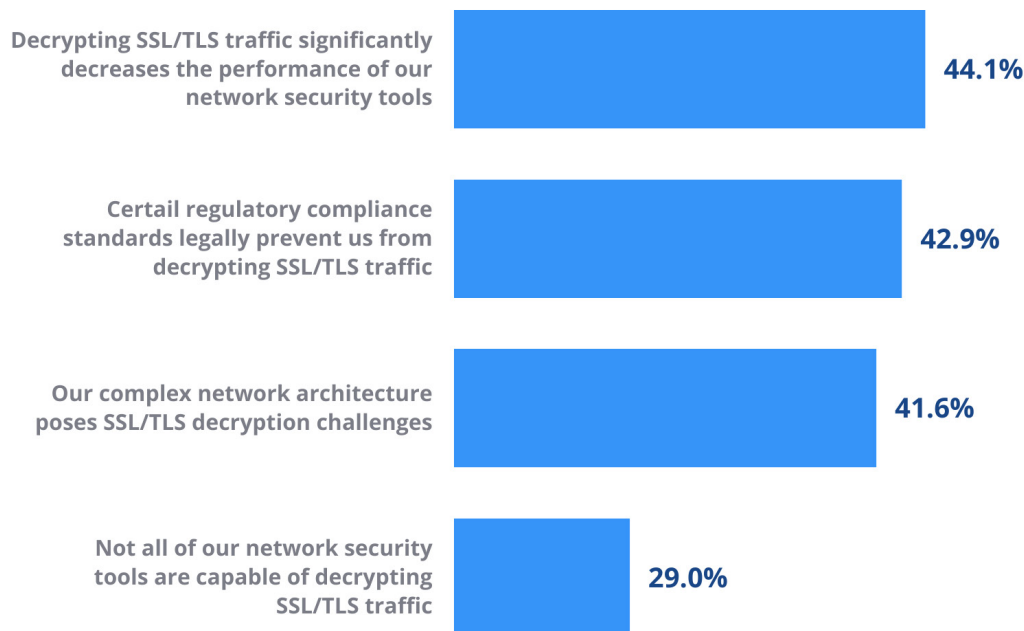 Decrypting SSL/TLS traffic significantly
decreases the performance of our
network security tools
44.1%
Certail regulatory compliance
standards legally prevent us from
decrypting SSL/TLS traffic
42.9%
Our complex network architecture
poses SSL/TLS decryption challenges
41.6%
Not all of our network security
tools are capable of decrypting
SSL/TLS traffic
29.0%